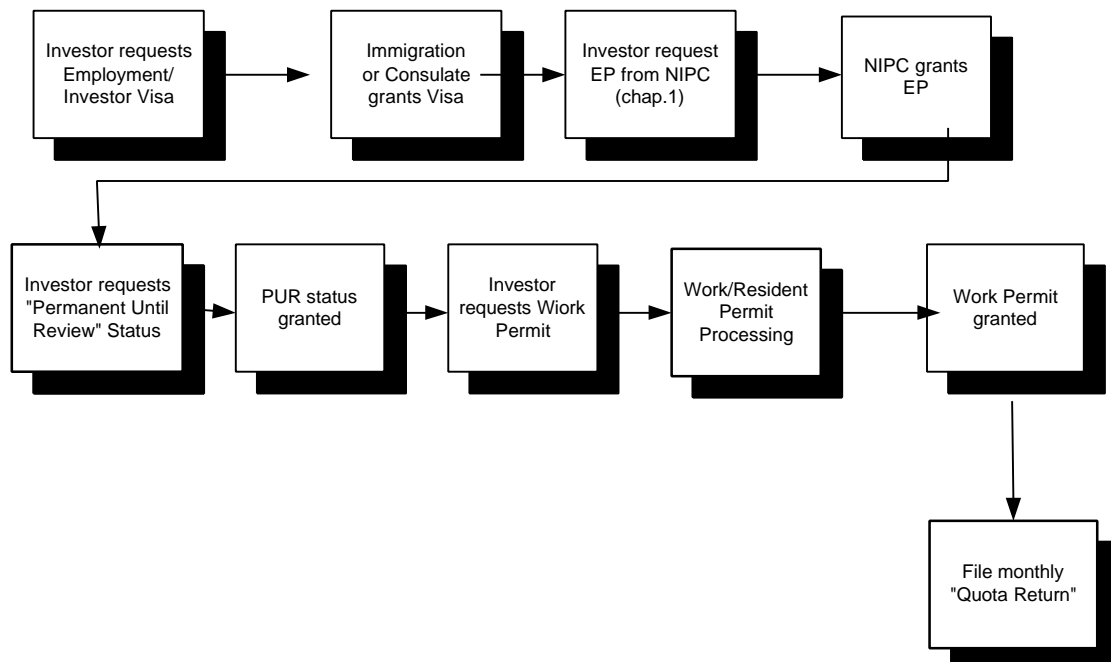 Investor requests
Employment/
Investor Visa
Immigration
or Consulate
grants Visa
Investor request
EP from NIPC
(chap.1)
NIPC grants
EP
Investor requests
"Permanent Until
Review" Status
PUR status
granted
Investor
requests Wiork
Permit
Work/Resident
Permit
Processing
Work Permit
granted
File monthly
"Quota Return"